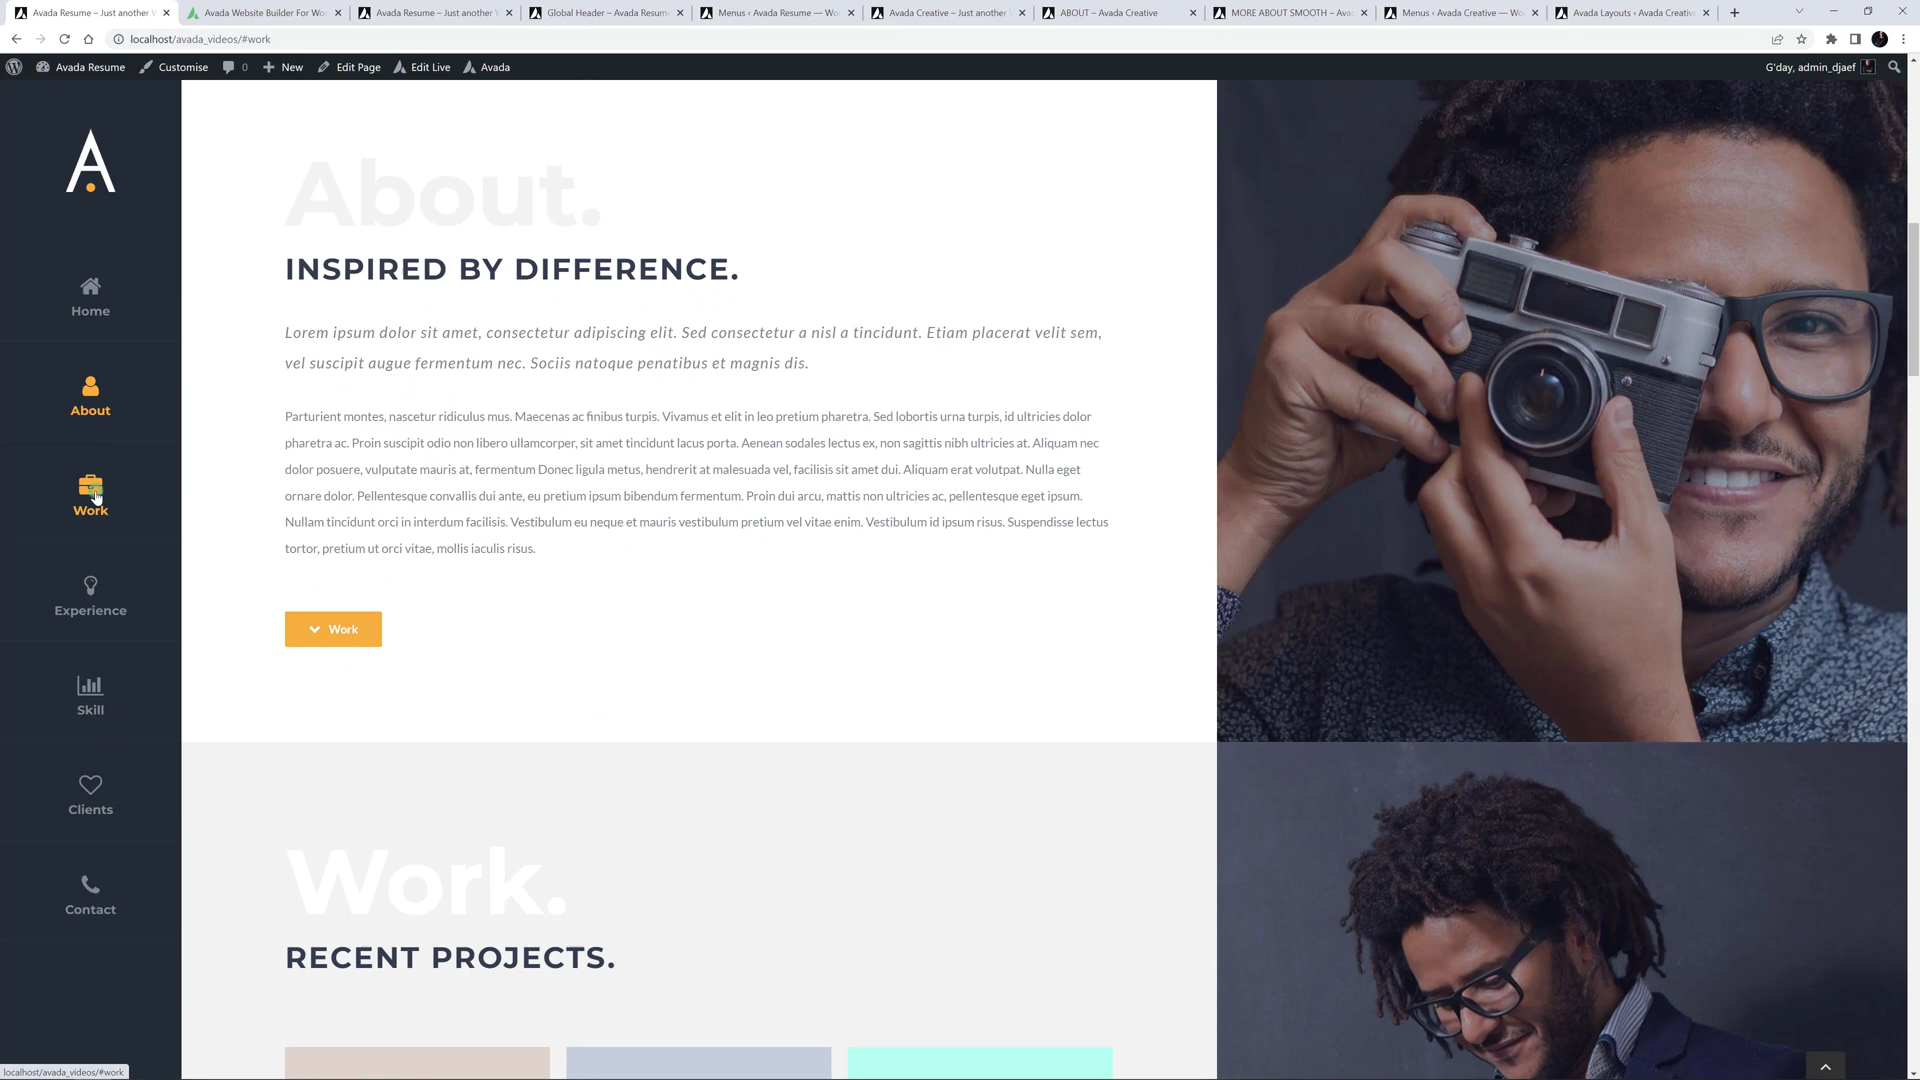 Avada Resume – Just another W
Avada Website Builder For Wor
Avada Resume – Just another W
Global Header – Avada Resume
Menus ‹ Avada Resume — Wor
Avada Creative – Just another W
ABOUT – Avada Creative
MORE ABOUT SMOOTH – Avad
Menus ‹ Avada Creative — Wo
Avada Layouts ‹ Avada Creative
localhost/avada_videos/#work
Avada Resume
Customise
0
New
Edit Page
Edit Live
Avada
G'day, admin_djaef
Home
About
Work
Experience
Skill
Clients
Contact
About.
INSPIRED BY DIFFERENCE.
Lorem ipsum dolor sit amet, consectetur adipiscing elit. Sed consectetur a nisl a tincidunt. Etiam placerat velit sem,
vel suscipit augue fermentum nec. Sociis natoque penatibus et magnis dis.
Parturient montes, nascetur ridiculus mus. Maecenas ac finibus turpis. Vivamus et elit in leo pretium pharetra. Sed lobortis urna turpis, id ultricies dolor
pharetra ac. Proin suscipit odio non libero ullamcorper, sit amet tincidunt lacus porta. Aenean sodales lectus ex, non sagittis nibh ultricies at. Aliquam nec
dolor posuere, vulputate mauris at, fermentum Donec ligula metus, hendrerit at malesuada vel, facilisis sit amet dui. Aliquam erat volutpat. Nulla eget
ornare dolor. Pellentesque convallis dui ante, eu pretium ipsum bibendum fermentum. Proin dui arcu, mattis non ultricies ac, pellentesque eget ipsum.
Nullam tincidunt orci in interdum facilisis. Vestibulum eu neque et mauris vestibulum pretium vel vitae enim. Vestibulum id ipsum risus. Suspendisse lectus
tortor, pretium ut orci vitae, mollis iaculis risus.
Work
Work.
RECENT PROJECTS.
localhost/avada_videos/#work